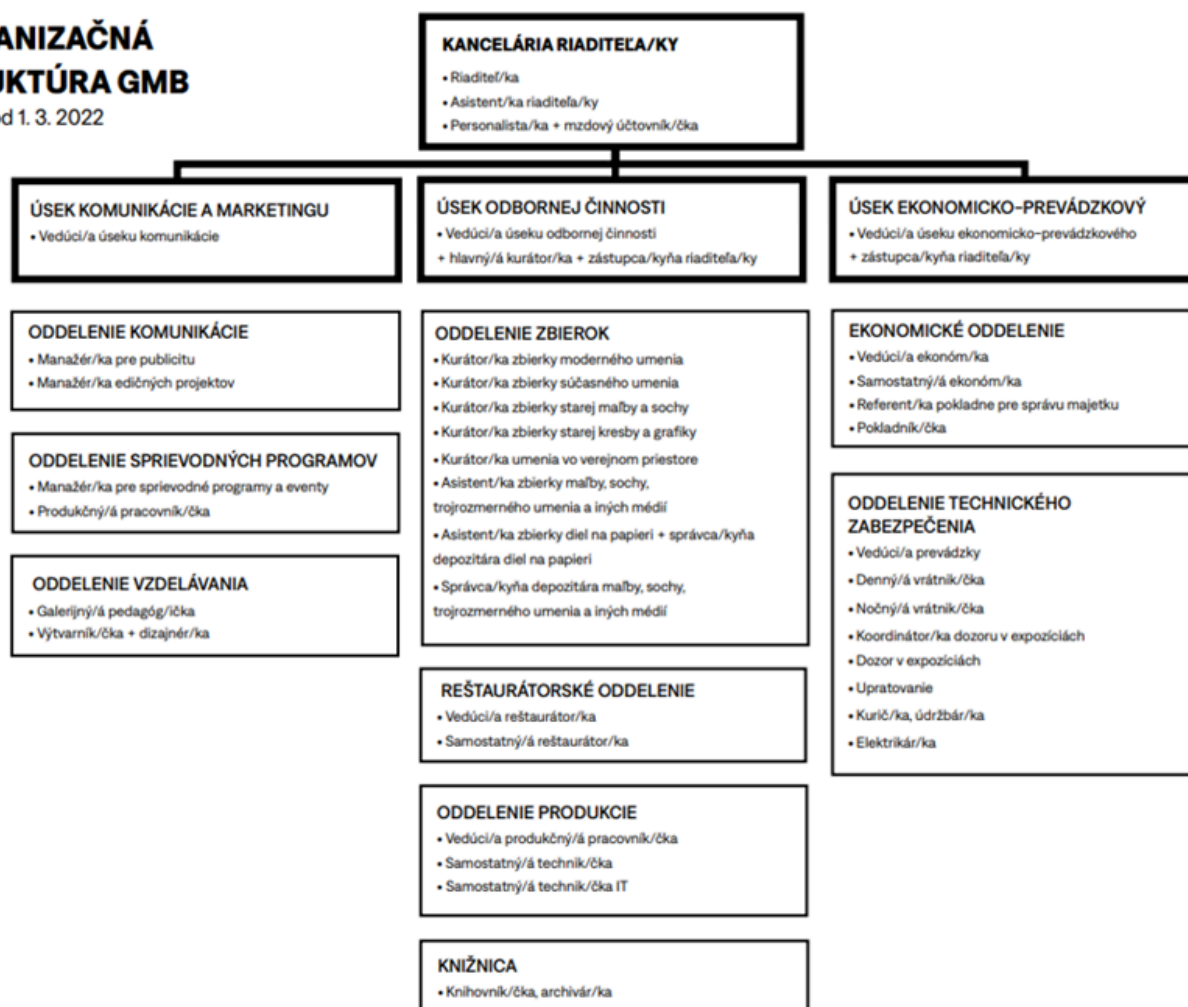 ANIZAČNÁ
UKTÚRA GMB
od 1. 3. 2022
KANCELÁRIA RIADITEĽA/KY
• Riaditeľ/ka
• Asistent/ka riaditeľa/ky
• Personalista/ka + mzdový účtovník/čka
ÚSEK KOMUNIKÁCIE A MARKETINGU
• Vedúci/a úseku komunikácie
ODDELENIE KOMUNIKÁCIE
• Manažér/ka pre publicitu
• Manažér/ka edičných projektov
ODDELENIE SPRIEVODNÝCH PROGRAMOV
• Manažér/ka pre sprievodné programy a eventy
• Produkčný/á pracovník/čka
ODDELENIE VZDELÁVANIA
• Galerijný/á pedagóg/ička
• Výtvarník/čka + dizajnér/ka
ÚSEK ODBORNEJ ČINNOSTI
• Vedúci/a úseku odbornej činnosti
+ hlavný/á kurátor/ka + zástupca/kyňa riaditeľa/ky
ODDELENIE ZBIEROK
• Kurátor/ka zbierky moderného umenia
• Kurátor/ka zbierky súčasného umenia
• Kurátor/ka zbierky starej maľby a sochy
• Kurátor/ka zbierky starej kresby a grafiky
• Kurátor/ka umenia vo verejnom priestore
• Asistent/ka zbierky maľby, sochy,
trojrozmerného umenia a iných médií
• Asistent/ka zbierky diel na papieri + správca/kyňa
depozitára diel na papieri
• Správca/kyňa depozitára maľby, sochy,
trojrozmerného umenia a iných médií
REŠTAURÁTORSKÉ ODDELENIE
• Vedúci/a reštaurátor/ka
• Samostatný/á reštaurátor/ka
ODDELENIE PRODUKCIE
• Vedúci/a produkčný/á pracovník/čka
• Samostatný/á technik/čka
• Samostatný/á technik/čka IT
KNIŽNICA
• Knihovník/čka, archivár/ka
ÚSEK EKONOMICKO-PREVÁDZKOVÝ
• Vedúci/a úseku ekonomicko-prevádzkového
+ zástupca/kyňa riaditeľa/ky
EKONOMICKÉ ODDELENIE
• Vedúci/a ekonóm/ka
• Samostatný/á ekonóm/ka
• Referent/ka pokladne pre správu majetku
• Pokladník/čka
ODDELENIE TECHNICKÉHO
ZABEZPEČENIA
• Vedúci/a prevádzky
• Denný/á vrátnik/čka
• Nočný/á vrátnik/čka
• Koordinátor/ka dozoru v expozíciách
• Dozor v expozíciách
• Upratovanie
• Kurič/ka, údržbár/ka
• Elektrikár/ka